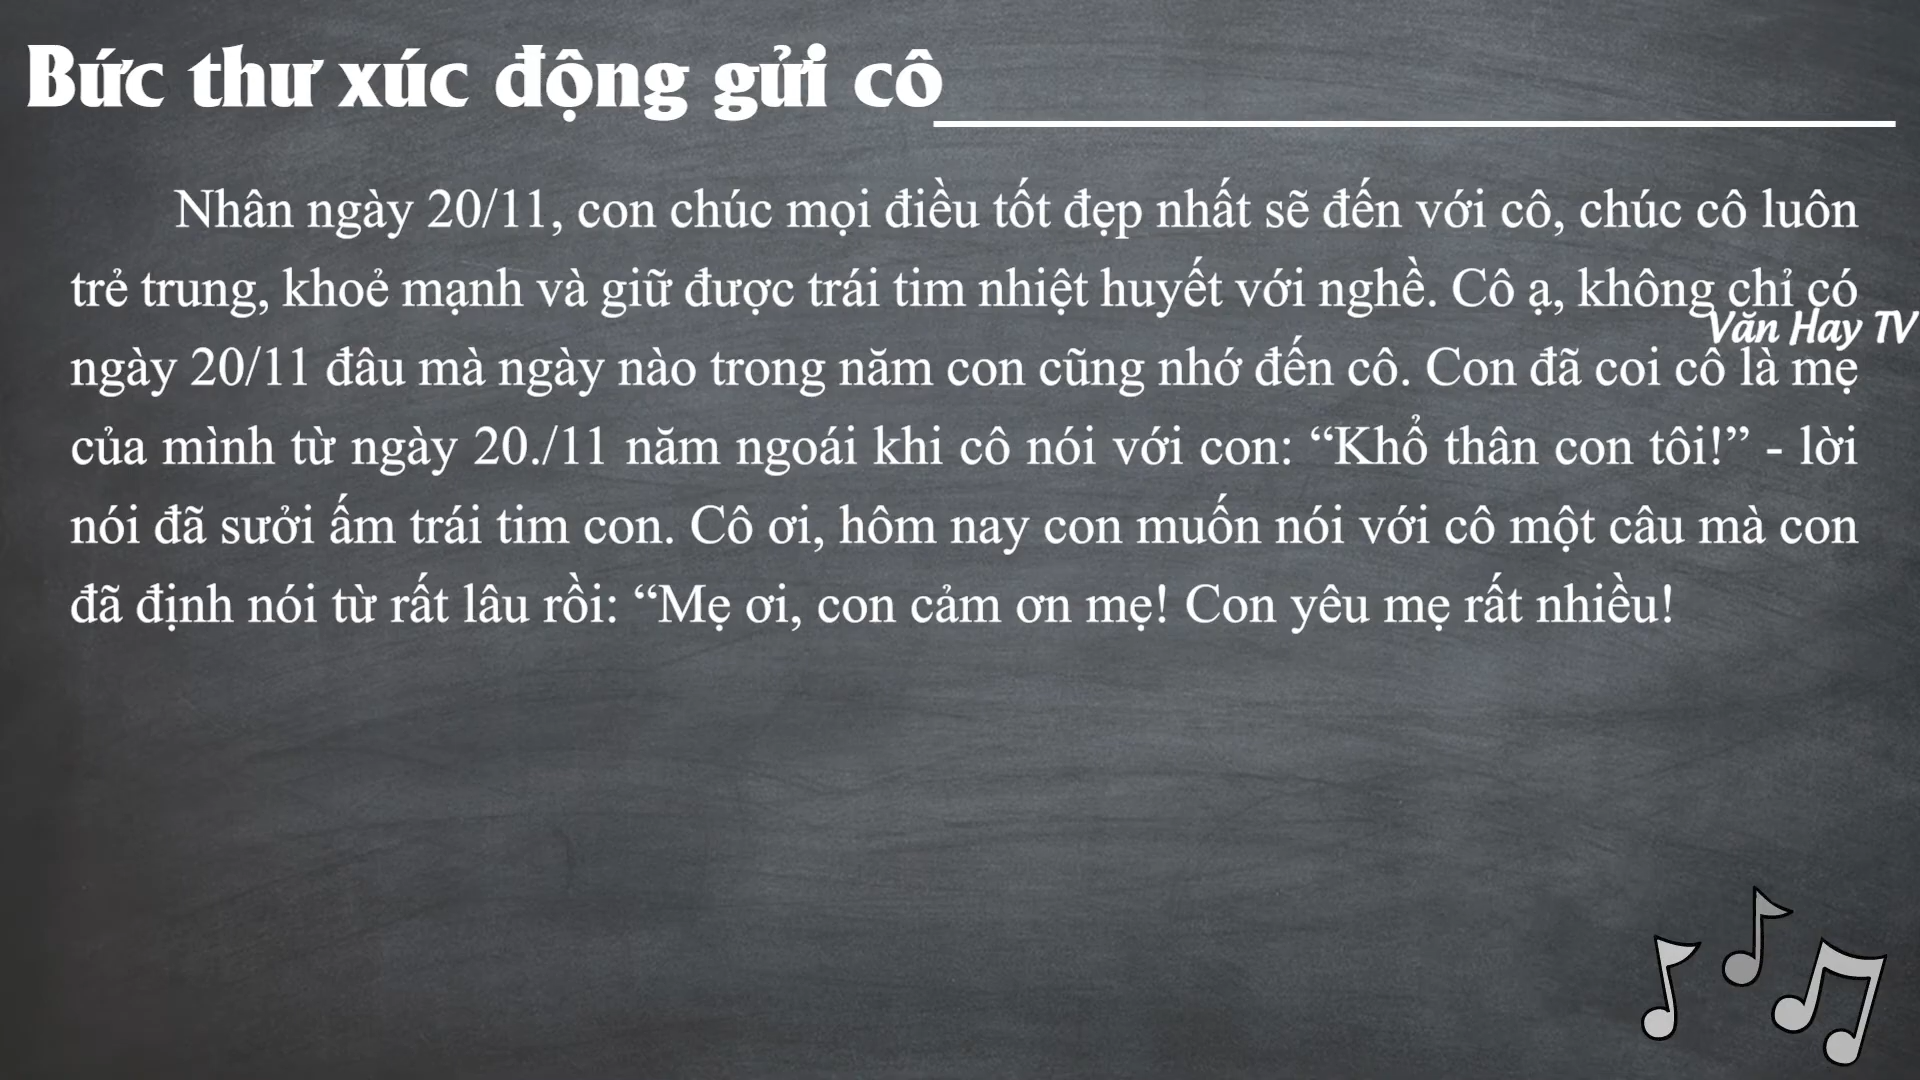 Bức thư xúc động gửi cô
Nhân ngày 20/11, con chúc mọi điều tốt đẹp nhất sẽ đến với cô, chúc cô luôn
trẻ trung, khoẻ mạnh và giữ được trái tim nhiệt huyết với nghề. Cô ạ, không chỉ có
Văn Hay TV
ngày 20/11 đâu mà ngày nào trong năm con cũng nhớ đến cô. Con đã coi cô là mẹ
của mình từ ngày 20./11 năm ngoái khi cô nói với con: “Khổ thân con tôi!” - lời
nói đã sưởi ấm trái tim con. Cô ơi, hôm nay con muốn nói với cô một câu mà con
đã định nói từ rất lâu rồi: “Mẹ ơi, con cảm ơn mẹ! Con yêu mẹ rất nhiều!